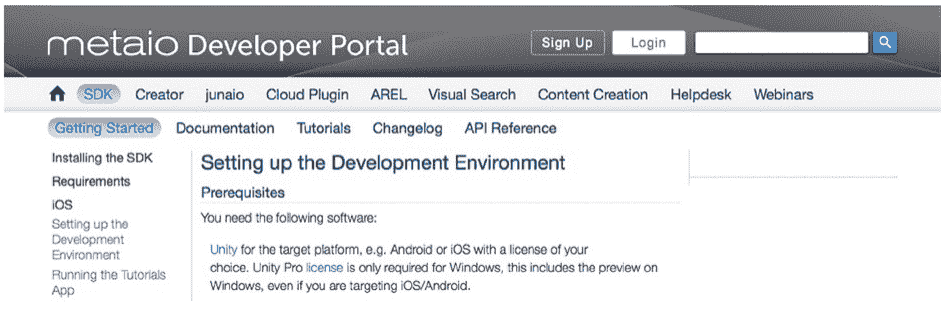 metaio Developer Portal
Sign Up
Login
SDK Creator junaio Cloud Plugin AREL Visual Search Content Creation Helpdesk Webinars
Getting Started Documentation Tutorials Changelog API Reference
Installing the SDK
Requirements
iOS
Setting up the
Development
Environment
Running the Tutorials
App
Setting up the Development Environment
Prerequisites
You need the following software:
Unity for the target platform, e.g. Android or iOS with a license of your
choice. Unity Pro license is only required for Windows, this includes the preview on
Windows, even if you are targeting iOS/Android.